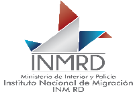 INMRD
Ministerio de Interior y Policía
Instituto Nacional de Migración
INM RD